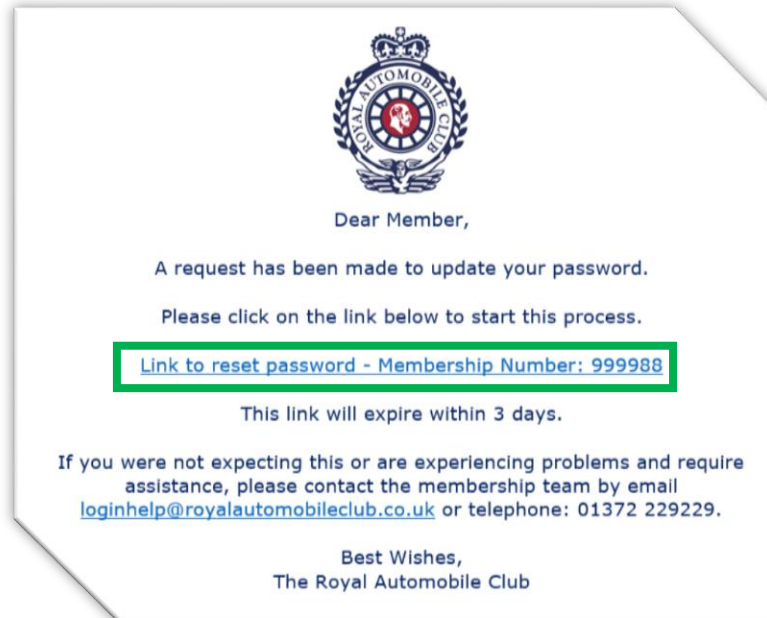 ROYAL AUTOMOBILE CLUB
Dear Member,
A request has been made to update your password.
Please click on the link below to start this process.
Link to reset password - Membership Number: 999988
This link will expire within 3 days.
If you were not expecting this or are experiencing problems and require
assistance, please contact the membership team by email
loginhelp@royalautomobileclub.co.uk or telephone: 01372 229229.
Best Wishes,
The Royal Automobile Club